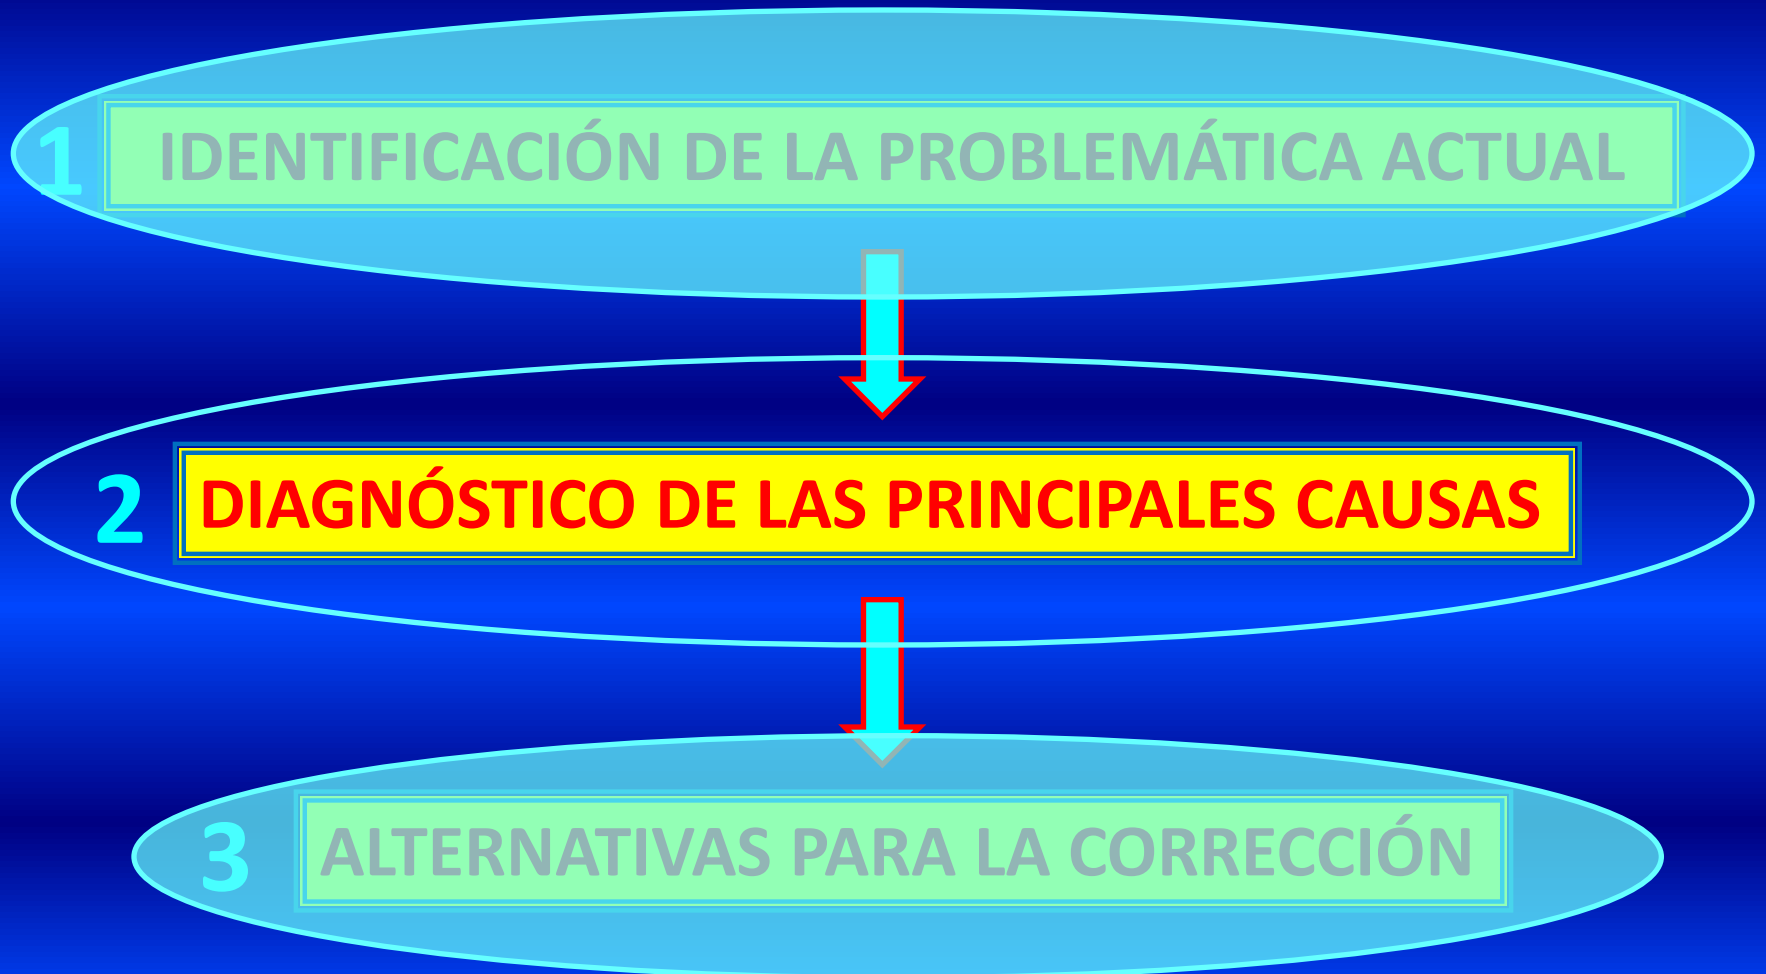 1 IDENTIFICACIÓN DE LA PROBLEMÁTICA ACTUAL
2 DIAGNÓSTICO DE LAS PRINCIPALES CAUSAS
3 ALTERNATIVAS PARA LA CORRECCIÓN